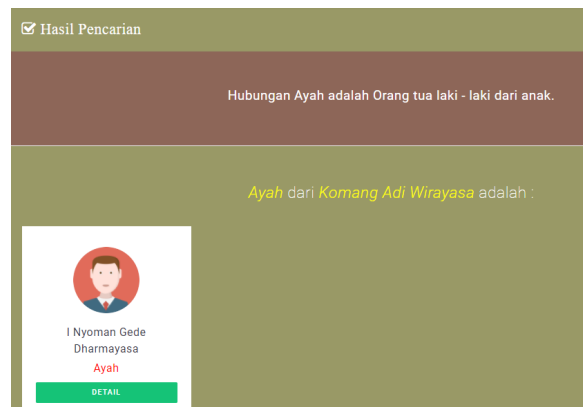 Hasil Pencarian
Hubungan Ayah adalah Orang tua laki - laki dari anak.
Ayah dari Komang Adi Wirayasa adalah :
I Nyoman Gede
Dharmayasa
Ayah
DETAIL